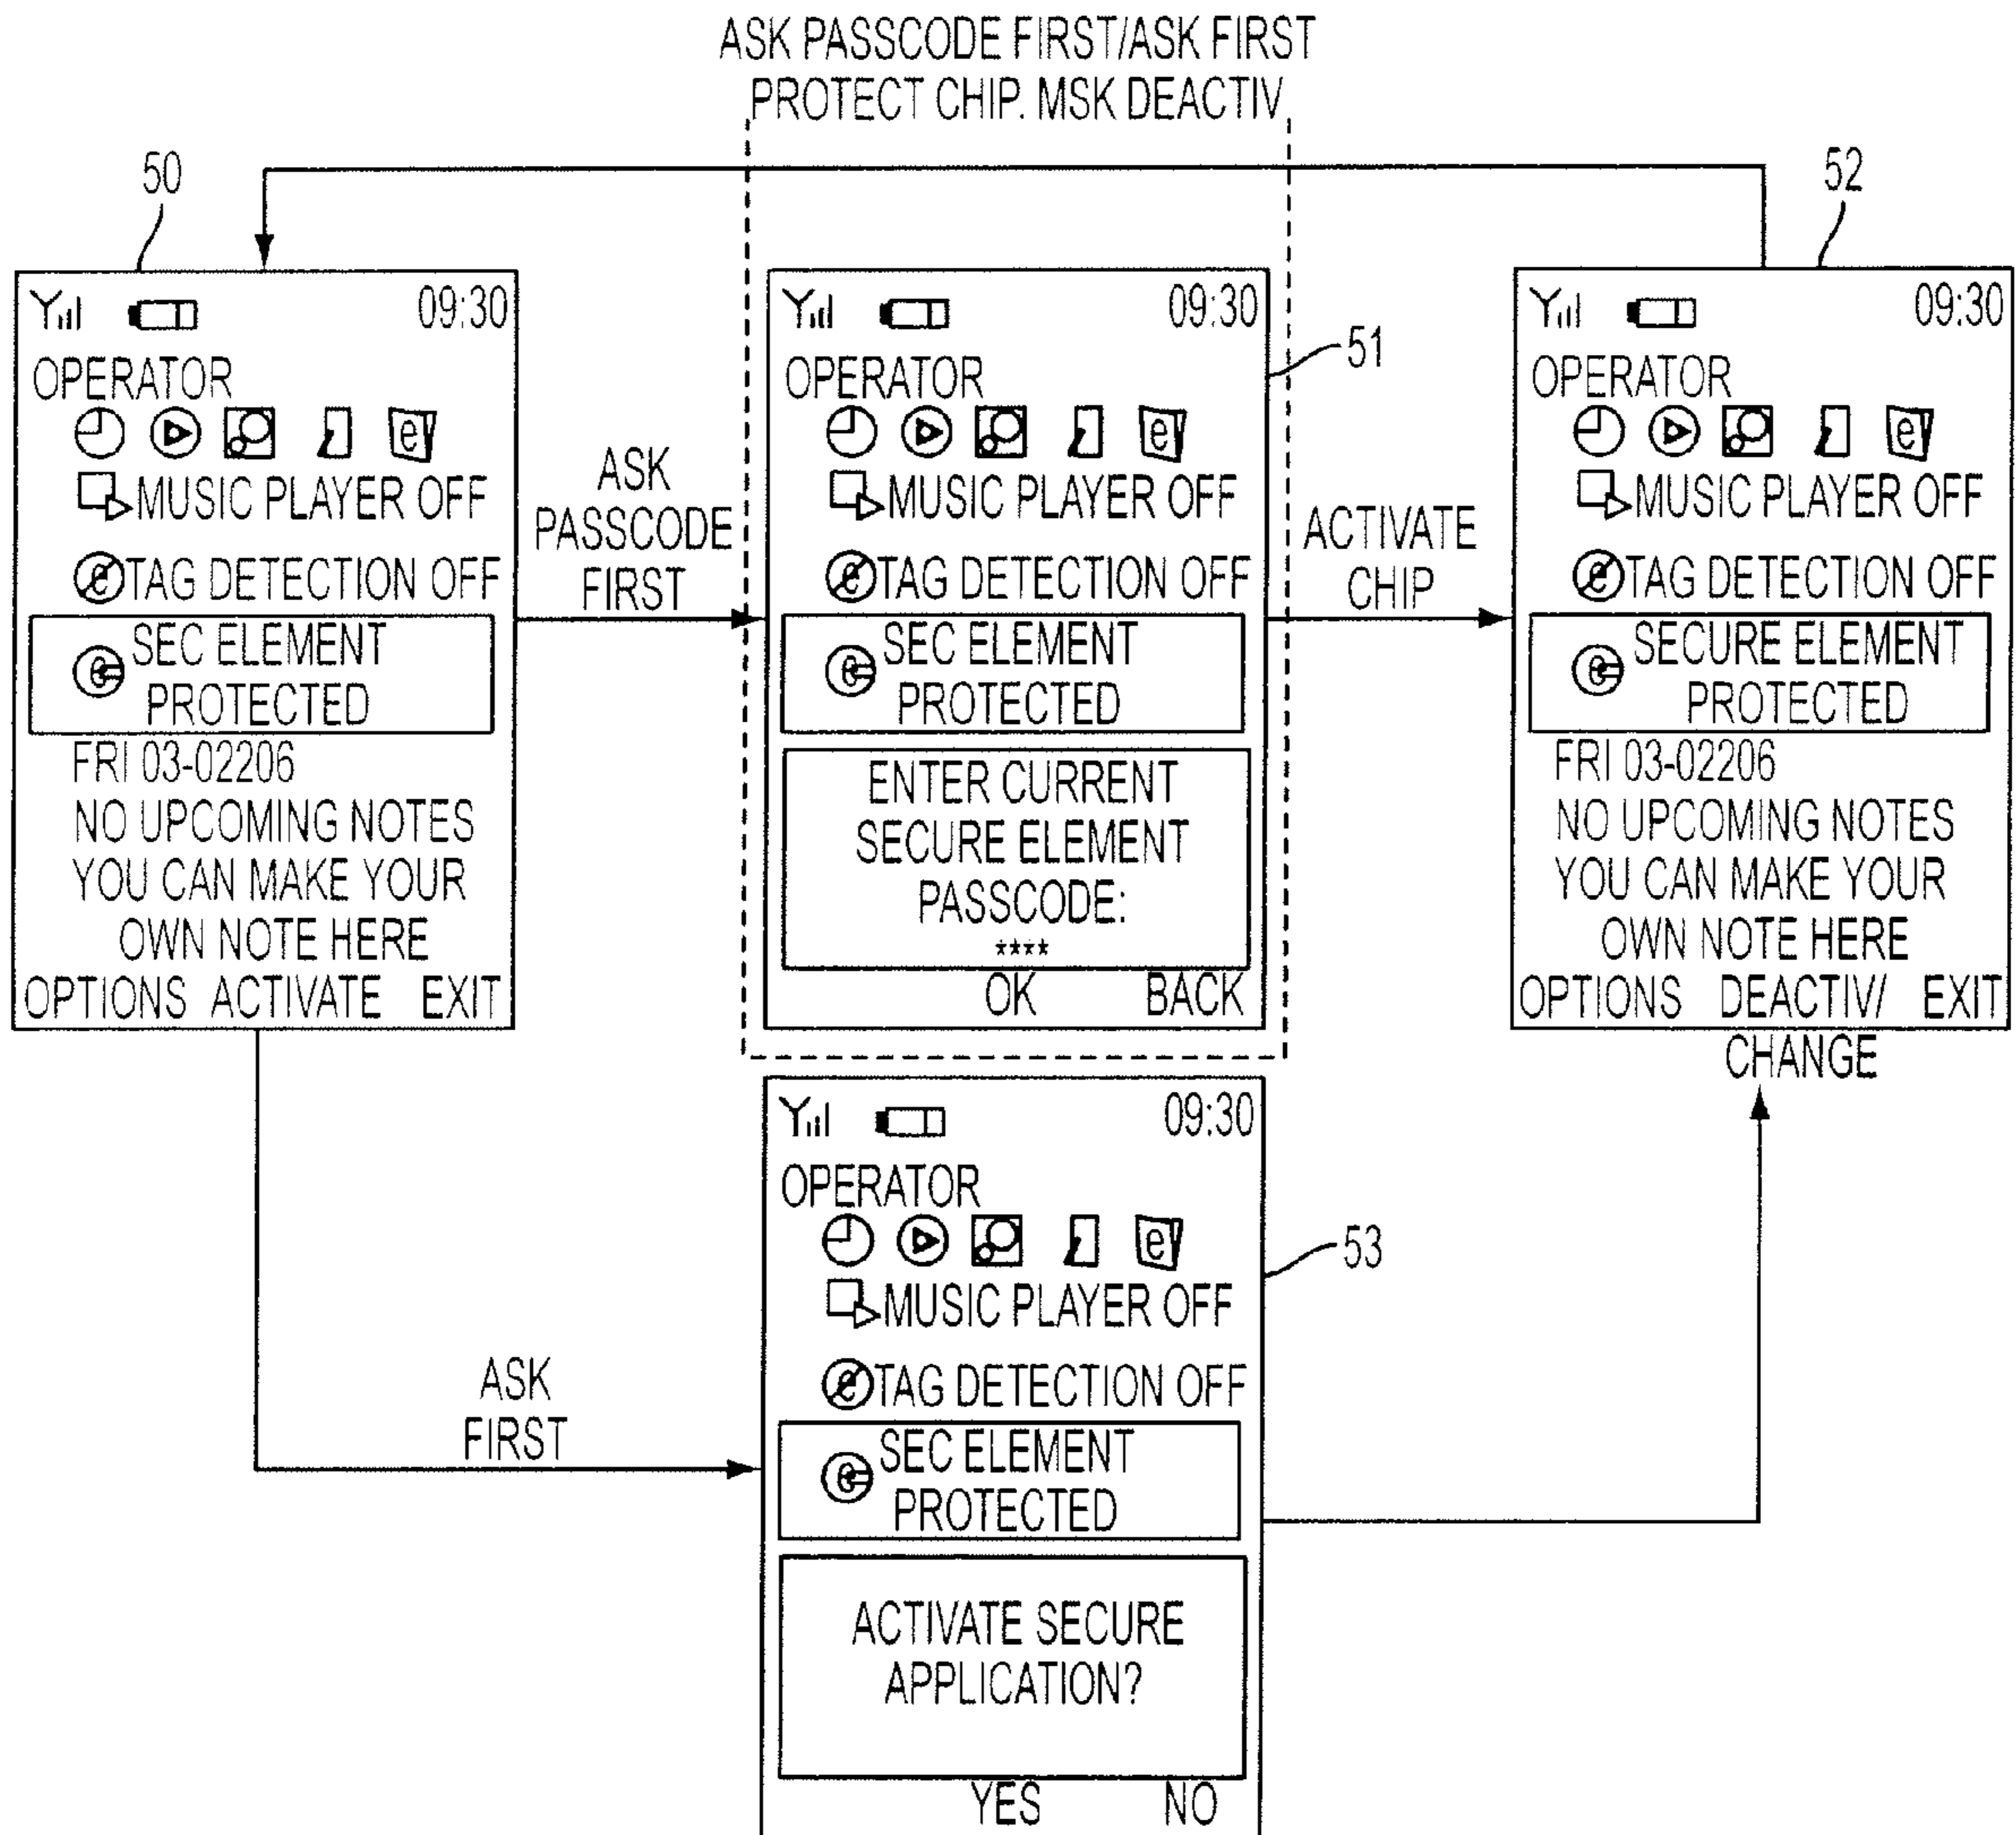 ASK PASSCODE FIRST/ASK FIRST
PROTECT CHIP. MSK DEACTIV
50
09:30
OPERATOR
e
MUSIC PLAYER OFF
TAG DETECTION OFF
SEC ELEMENT
PROTECTED
FRI 03-02206
NO UPCOMING NOTES
YOU CAN MAKE YOUR
OWN NOTE HERE
OPTIONS ACTIVATE EXIT
ASK
PASSCODE
FIRST
51
09:30
OPERATOR
e
MUSIC PLAYER OFF
TAG DETECTION OFF
SEC ELEMENT
PROTECTED
ENTER CURRENT
SECURE ELEMENT
PASSCODE:
****
OK BACK
ACTIVATE
CHIP
52
09:30
OPERATOR
e
MUSIC PLAYER OFF
TAG DETECTION OFF
SECURE ELEMENT
PROTECTED
FRI 03-02206
NO UPCOMING NOTES
YOU CAN MAKE YOUR
OWN NOTE HERE
OPTIONS DEACTIV/ EXIT
CHANGE
ASK
FIRST
53
09:30
OPERATOR
e
MUSIC PLAYER OFF
TAG DETECTION OFF
SEC ELEMENT
PROTECTED
ACTIVATE SECURE
APPLICATION?
YES NO